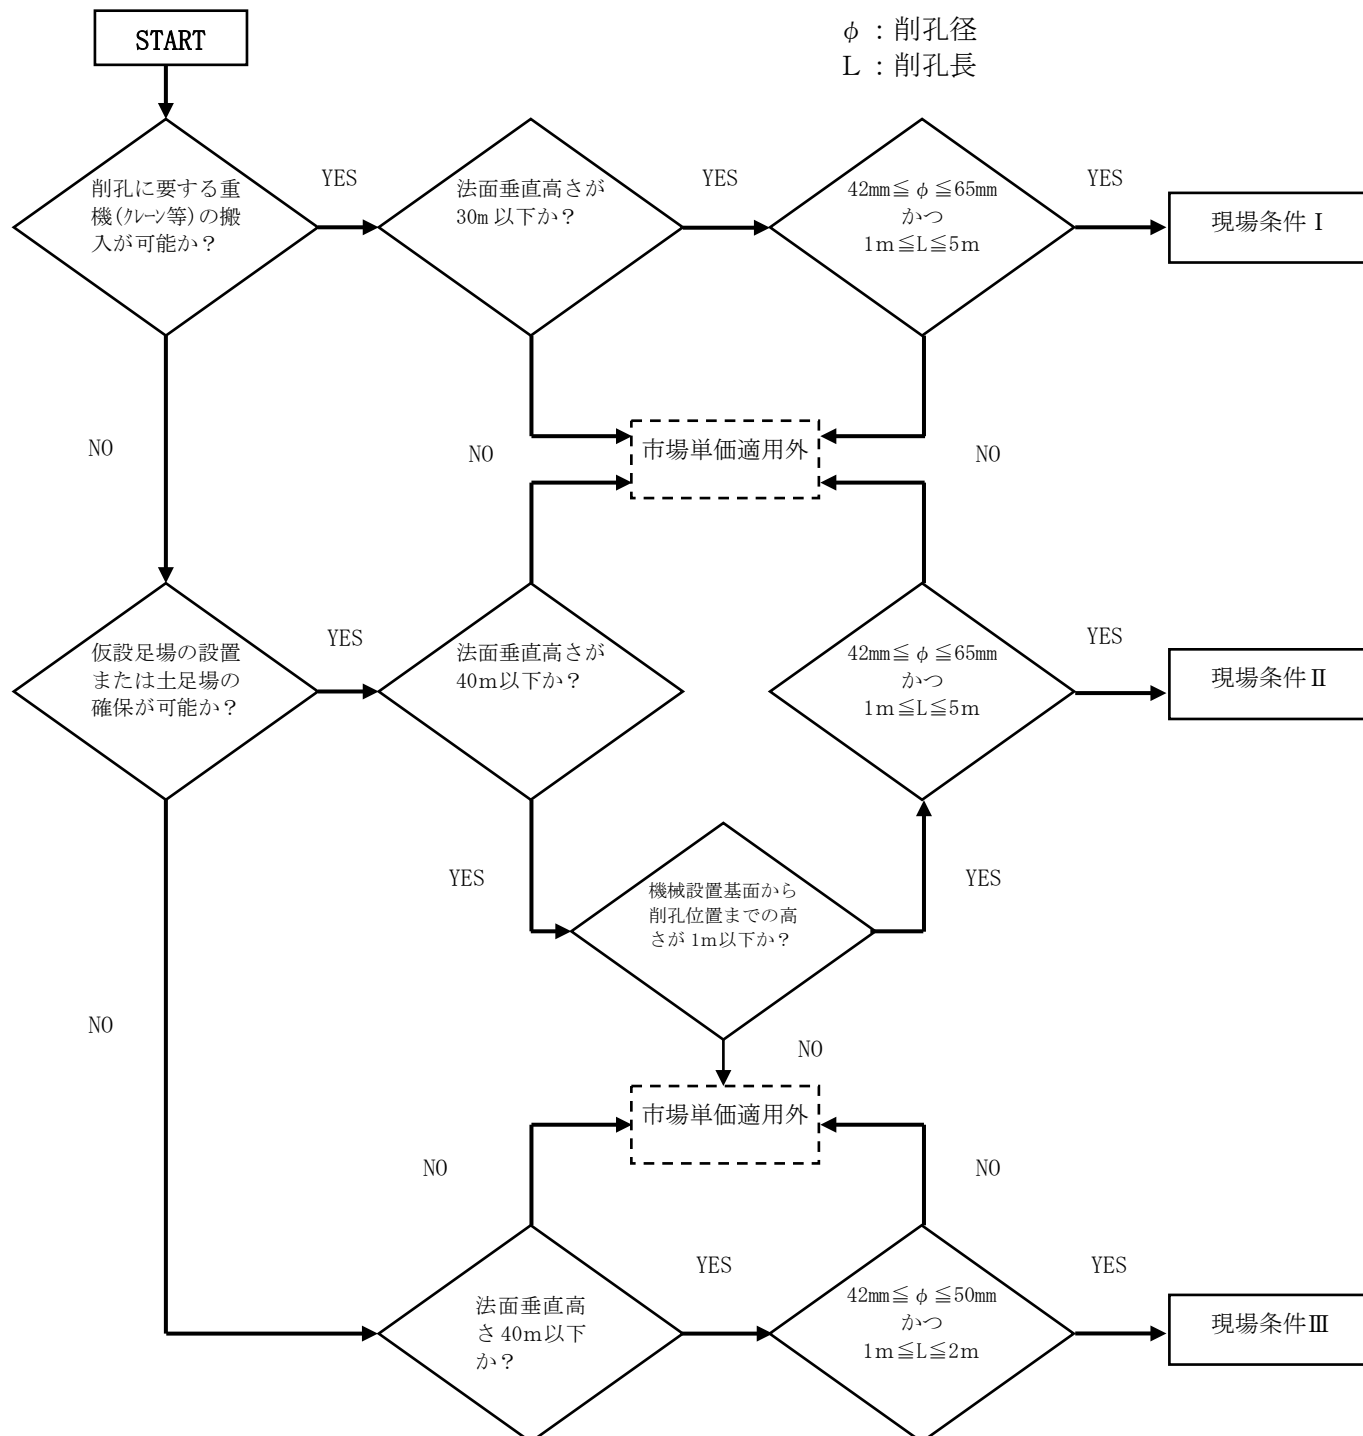 START
φ：削孔径
Ｌ：削孔長
削孔に要する重
機(クレーン等)の搬
入が可能か？
YES
法面垂直高さが
30m 以下か？
YES
42mm≦φ≦65mm
かつ
1m≦L≦5m
YES
現場条件Ⅰ
NO
NO
市場単価適用外
NO
仮設足場の設置
または土足場の
確保が可能か？
YES
法面垂直高さが
40m以下か？
42mm≦φ≦65mm
かつ
1m≦L≦5m
YES
現場条件Ⅱ
YES
機械設置基面から
削孔位置までの高
さが 1m以下か？
YES
NO
NO
市場単価適用外
NO
NO
法面垂直高
さ 40m以下
か？
YES
42mm≦φ≦50mm
かつ
1m≦L≦2m
YES
現場条件Ⅲ